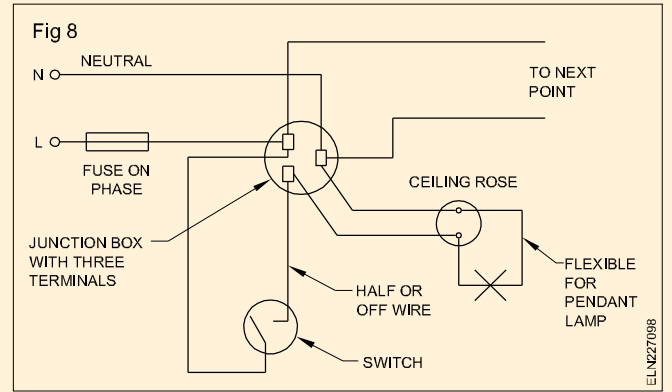 Fig 8
NEUTRAL
N
TO NEXT
POINT
L
FUSE ON
PHASE
CEILING ROSE
JUNCTION BOX
WITH THREE
TERMINALS
HALF OR
OFF WIRE
FLEXIBLE
FOR
PENDANT
LAMP
SWITCH
ELN227098